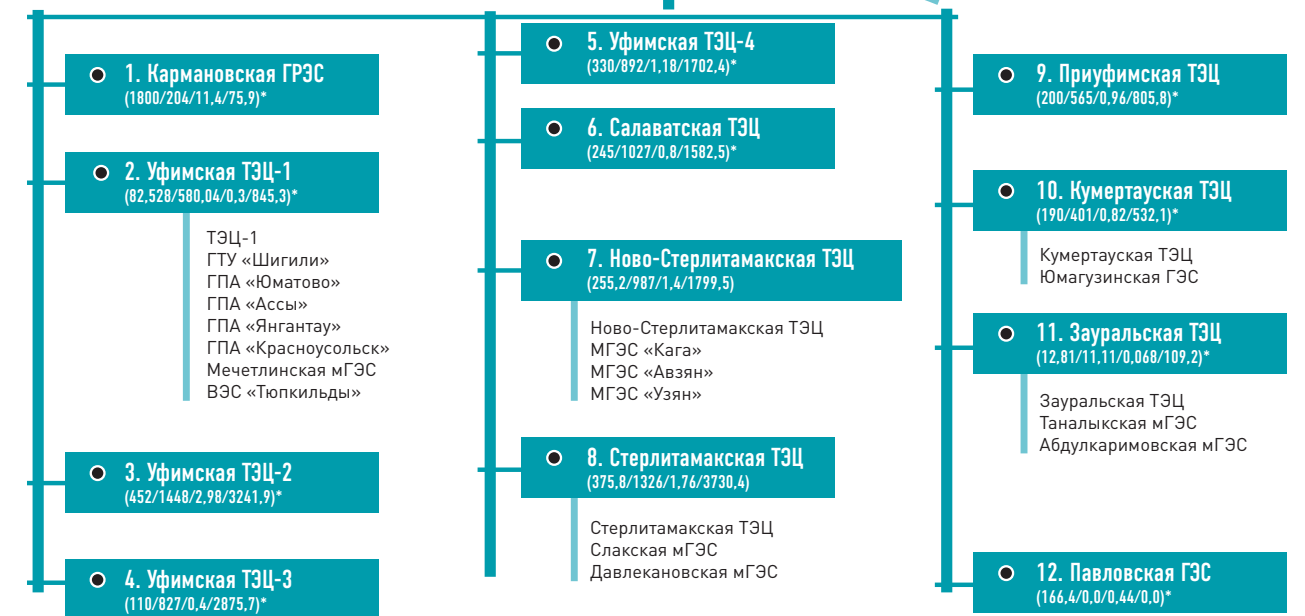 1. Кармановская ГРЭС
(1800/204/11,4/75,9)*
2. Уфимская ТЭЦ-1
(82,528/580,04/0,3/845,3)*
ТЭЦ-1
ГТУ «Шигили»
ГПА «Юматово»
ГПА «Ассы»
ГПА «Янгантау»
ГПА «Красноусольск»
Мечетлинская мГЭС
ВЭС «Тюпкильды»
3. Уфимская ТЭЦ-2
(452/1448/2,98/3241,9)*
4. Уфимская ТЭЦ-3
(110/827/0,4/2875,7)*
5. Уфимская ТЭЦ-4
(330/892/1,18/1702,4)*
6. Салаватская ТЭЦ
(245/1027/0,8/1582,5)*
7. Ново-Стерлитамакская ТЭЦ
(255,2/987/1,4/1799,5)
Ново-Стерлитамакская ТЭЦ
МГЭС «Кага»
МГЭС «Авзян»
МГЭС «Узян»
8. Стерлитамакская ТЭЦ
(375,8/1326/1,76/3730,4)
Стерлитамакская ТЭЦ
Слакская мГЭС
Давлекановская мГЭС
9. Приуфимская ТЭЦ
(200/565/0,96/805,8)*
10. Кумертауская ТЭЦ
(190/401/0,82/532,1)*
Кумертауская ТЭЦ
Юмагузинская ГЭС
11. Зауральская ТЭЦ
(12,81/11,11/0,068/109,2)*
Зауральская ТЭЦ
Таналыкская мГЭС
Абдулкаримовская мГЭС
12. Павловская ГЭС
(166,4/0,0/0,44/0,0)*